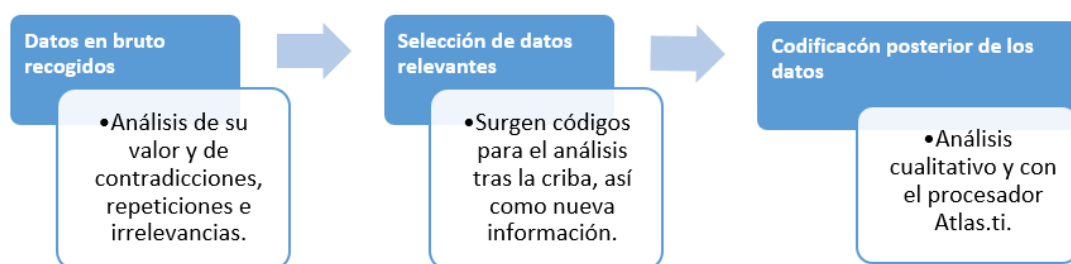 Datos en bruto
recogidos
•Análisis de su
valor y de
contradicciones,
repeticiones e
irrelevancias.
Selección de datos
relevantes
•Surgen códigos
para el análisis
tras la criba, así
como nueva
información.
Codificacón posterior de los
datos
•Análisis
cualitativo y con
el procesador
Atlas.ti.